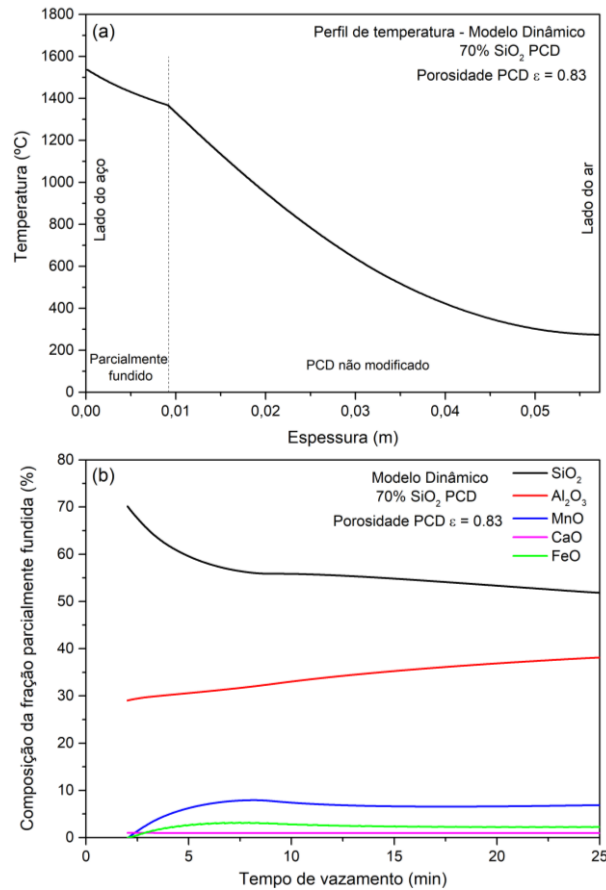 (a)
Perfil de temperatura - Modelo Dinâmico
70% SiO₂ PCD
Porosidade PCD ε = 0.83
Temperatura (ºC)
1800
1600
1400
1200
1000
800
600
400
200
0
Lado do aço
Lado do ar
Parcialmente
fundido
PCD não modificado
0,00 0,01 0,02 0,03 0,04 0,05
Espessura (m)
(b)
Modelo Dinâmico
70% SiO₂ PCD
Porosidade PCD ε = 0.83
SiO₂
Al₂O₃
MnO
CaO
FeO
Composição da fração parcialmente fundida (%)
80
70
60
50
40
30
20
10
0
0 5 10 15 20 25
Tempo de vazamento (min)